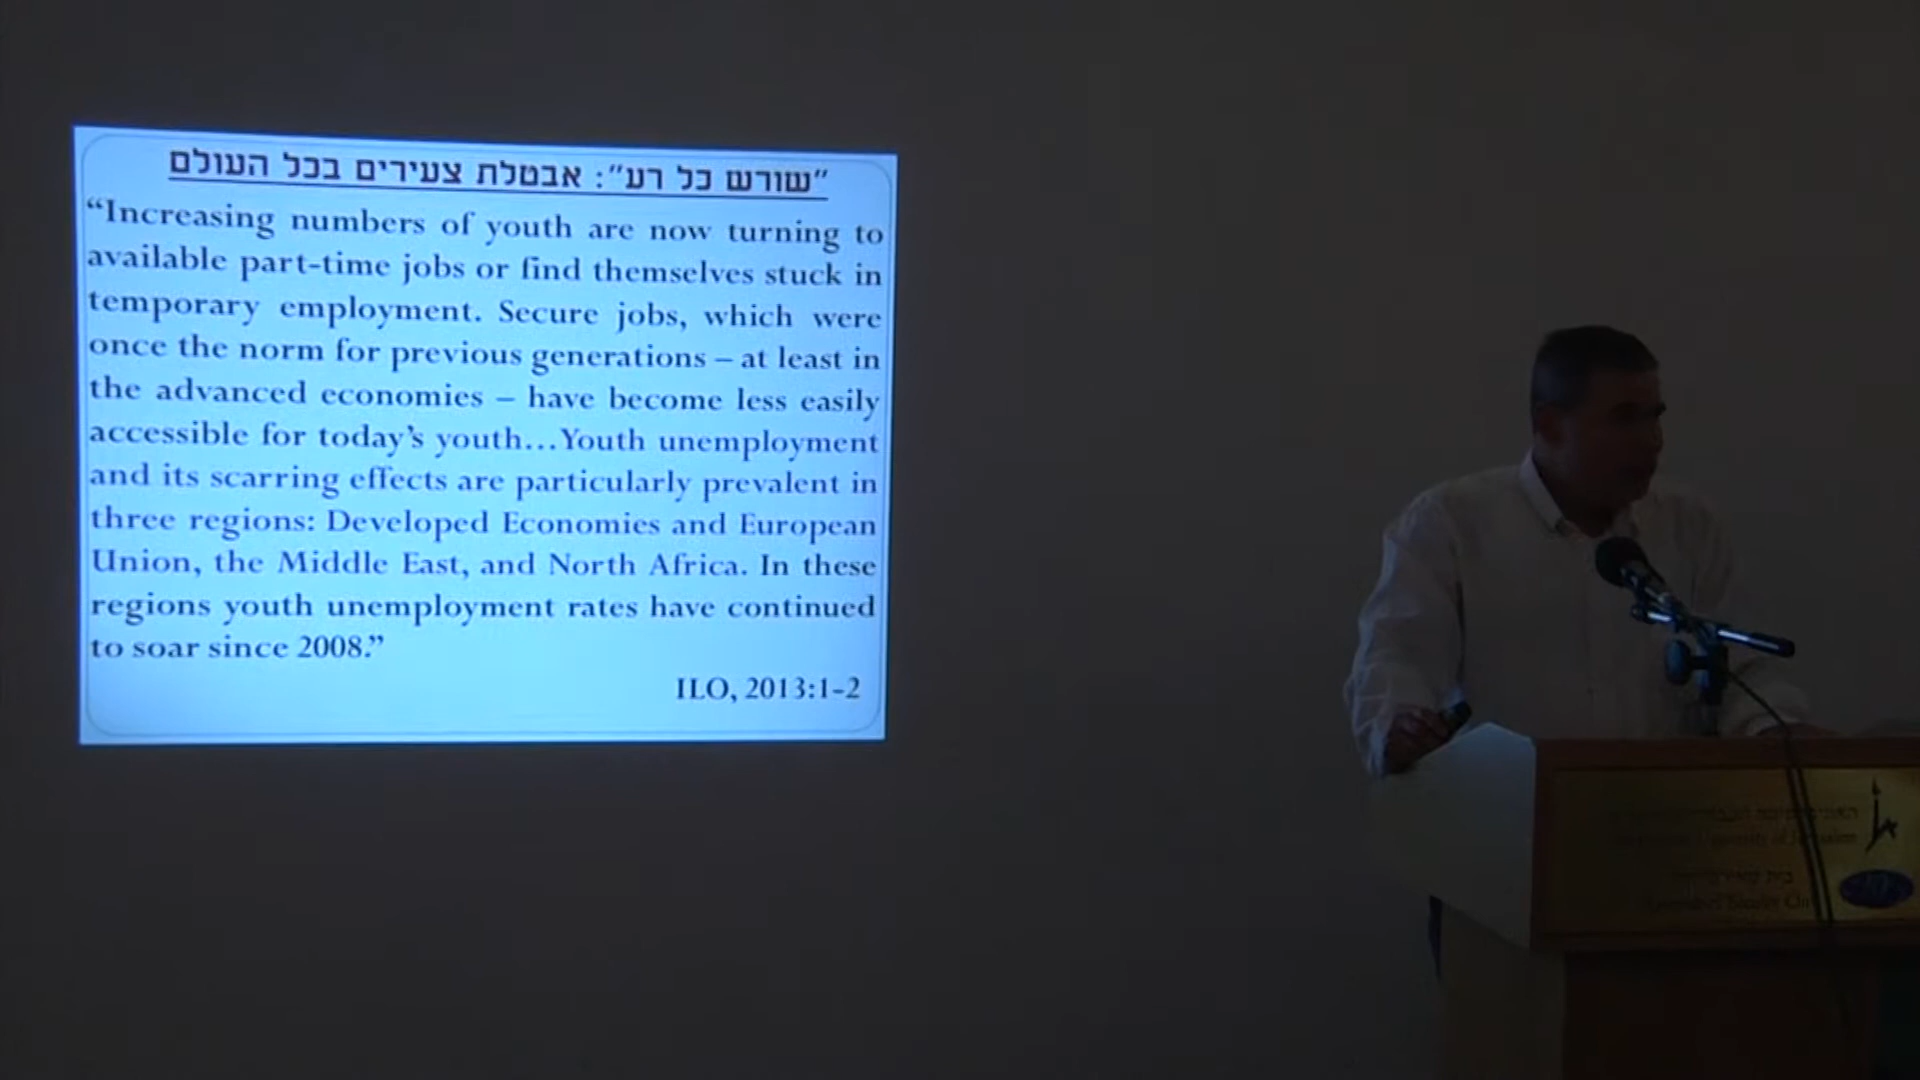 "שורש כל רע": אבטלת צעירים בכל העולם
“Increasing numbers of youth are now turning to
available part-time jobs or find themselves stuck in
temporary employment. Secure jobs, which were
once the norm for previous generations – at least in
the advanced economies – have become less easily
accessible for today’s youth…Youth unemployment
and its scarring effects are particularly prevalent in
three regions: Developed Economies and European
Union, the Middle East, and North Africa. In these
regions youth unemployment rates have continued
to soar since 2008.”
ILO, 2013:1-2
בית